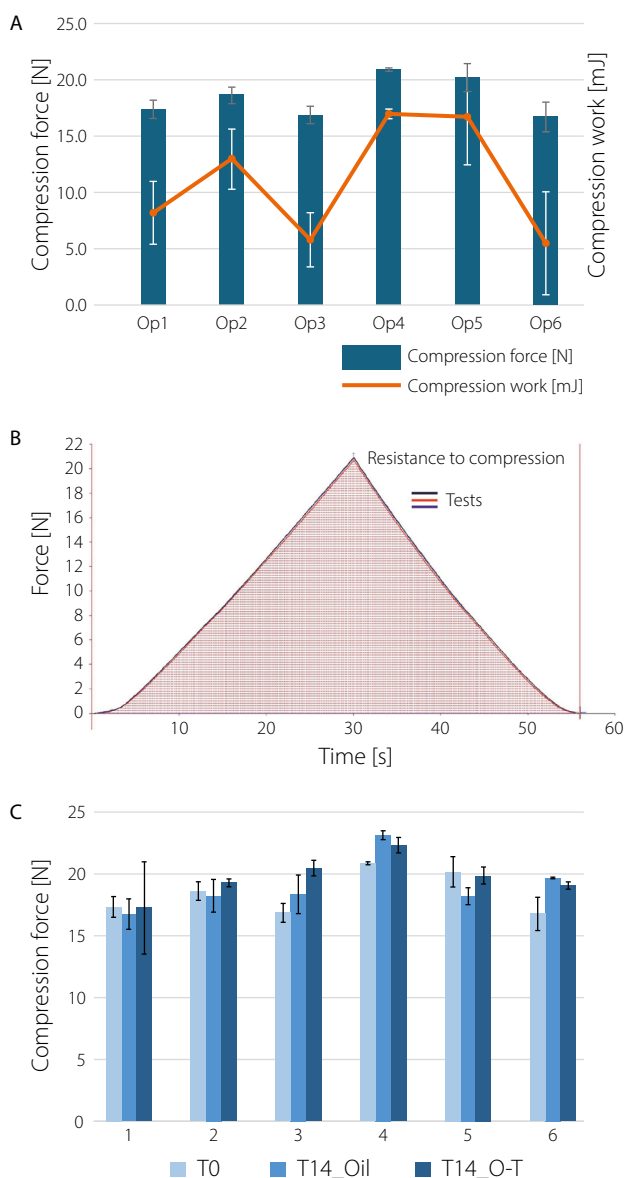 A
25.0
20.0
15.0
10.0
5.0
0.0
Compression force [N]
Compression work [mJ]
Op1 Op2 Op3 Op4 Op5 Op6
Compression force [N]
Compression work [mJ]
B
22
20
18
16
14
12
10
8
6
4
2
0
Force [N]
Resistance to compression
Tests
10 20 30 40 50 60
Time [s]
C
25
20
15
10
5
0
Compression force [N]
1 2 3 4 5 6
T0 T14_Oil T14_O-T